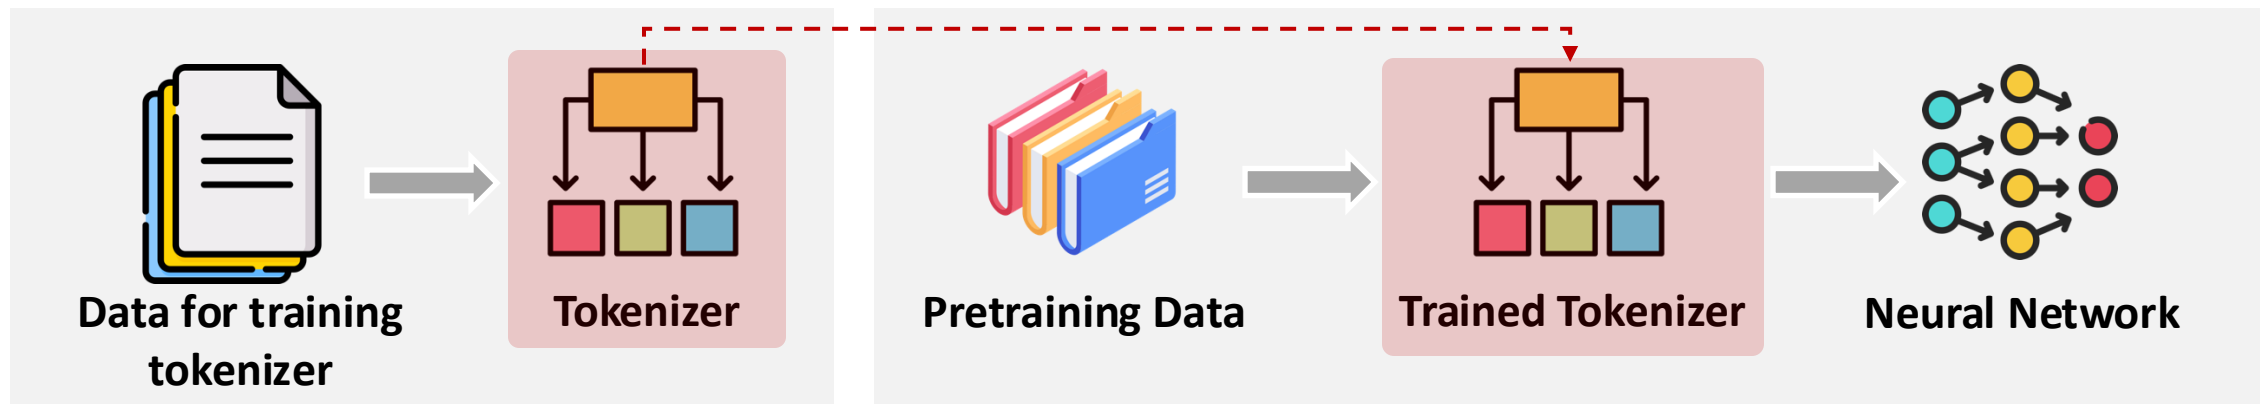 Data for training
tokenizer
Tokenizer
Pretraining Data
Trained Tokenizer
Neural Network